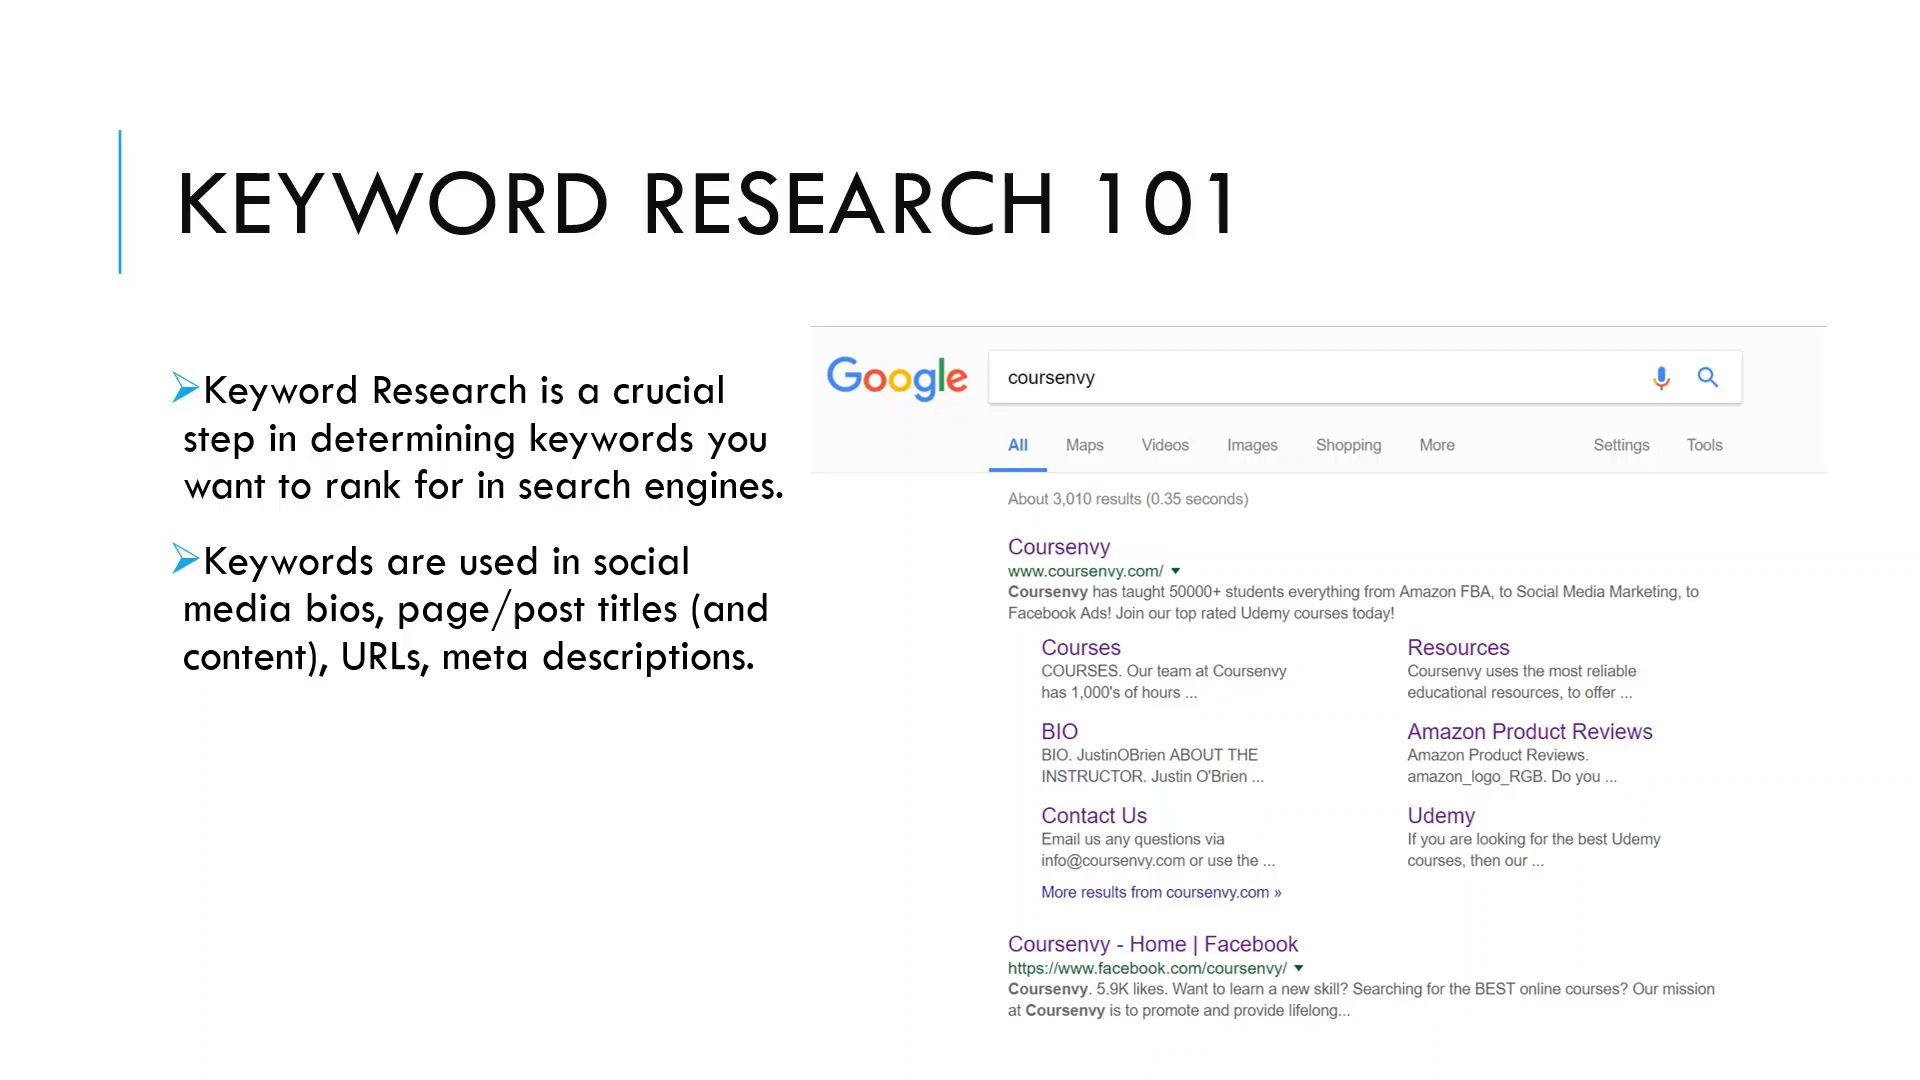 KEYWORD RESEARCH 101
Keyword Research is a crucial
step in determining keywords you
want to rank for in search engines.
Keywords are used in social
media bios, page/post titles (and
content), URLs, meta descriptions.
Google
coursenvy
All Maps Videos Images Shopping More Settings Tools
About 3,010 results (0.35 seconds)
Coursenvy
www.coursenvy.com/
Coursenvy has taught 50000+ students everything from Amazon FBA, to Social Media Marketing, to
Facebook Ads! Join our top rated Udemy courses today!
Courses
COURSES. Our team at Coursenvy
has 1,000's of hours ...
Resources
Coursenvy uses the most reliable
educational resources, to offer ...
BIO
BIO. JustinOBrien ABOUT THE
INSTRUCTOR. Justin O'Brien ...
Amazon Product Reviews
Amazon Product Reviews.
amazon_logo_RGB. Do you ...
Contact Us
Email us any questions via
info@coursenvy.com or use the ...
Udemy
If you are looking for the best Udemy
courses, then our ...
More results from coursenvy.com »
Coursenvy - Home | Facebook
https://www.facebook.com/coursenvy/
Coursenvy. 5.9K likes. Want to learn a new skill? Searching for the BEST online courses? Our mission
at Coursenvy is to promote and provide lifelong...